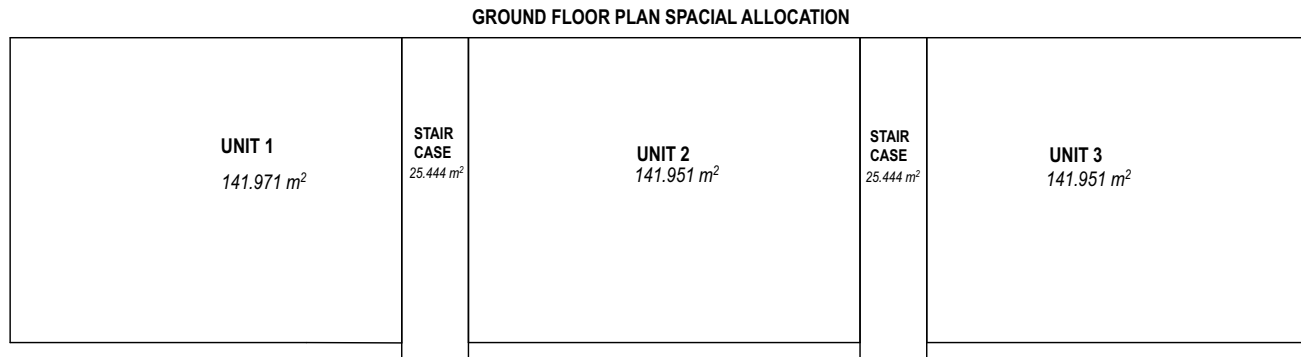 GROUND FLOOR PLAN SPACIAL ALLOCATION
UNIT 1
141.971 m²
STAIR
CASE
25.444 m²
UNIT 2
141.951 m²
STAIR
CASE
25.444 m²
UNIT 3
141.951 m²